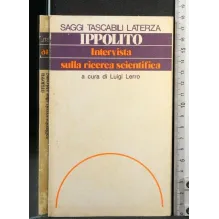 SAGGI TASCABILI LATERZA
IPPOLITO
Intervista
sulla ricerca scientifica
a cura di Luigi Lerro